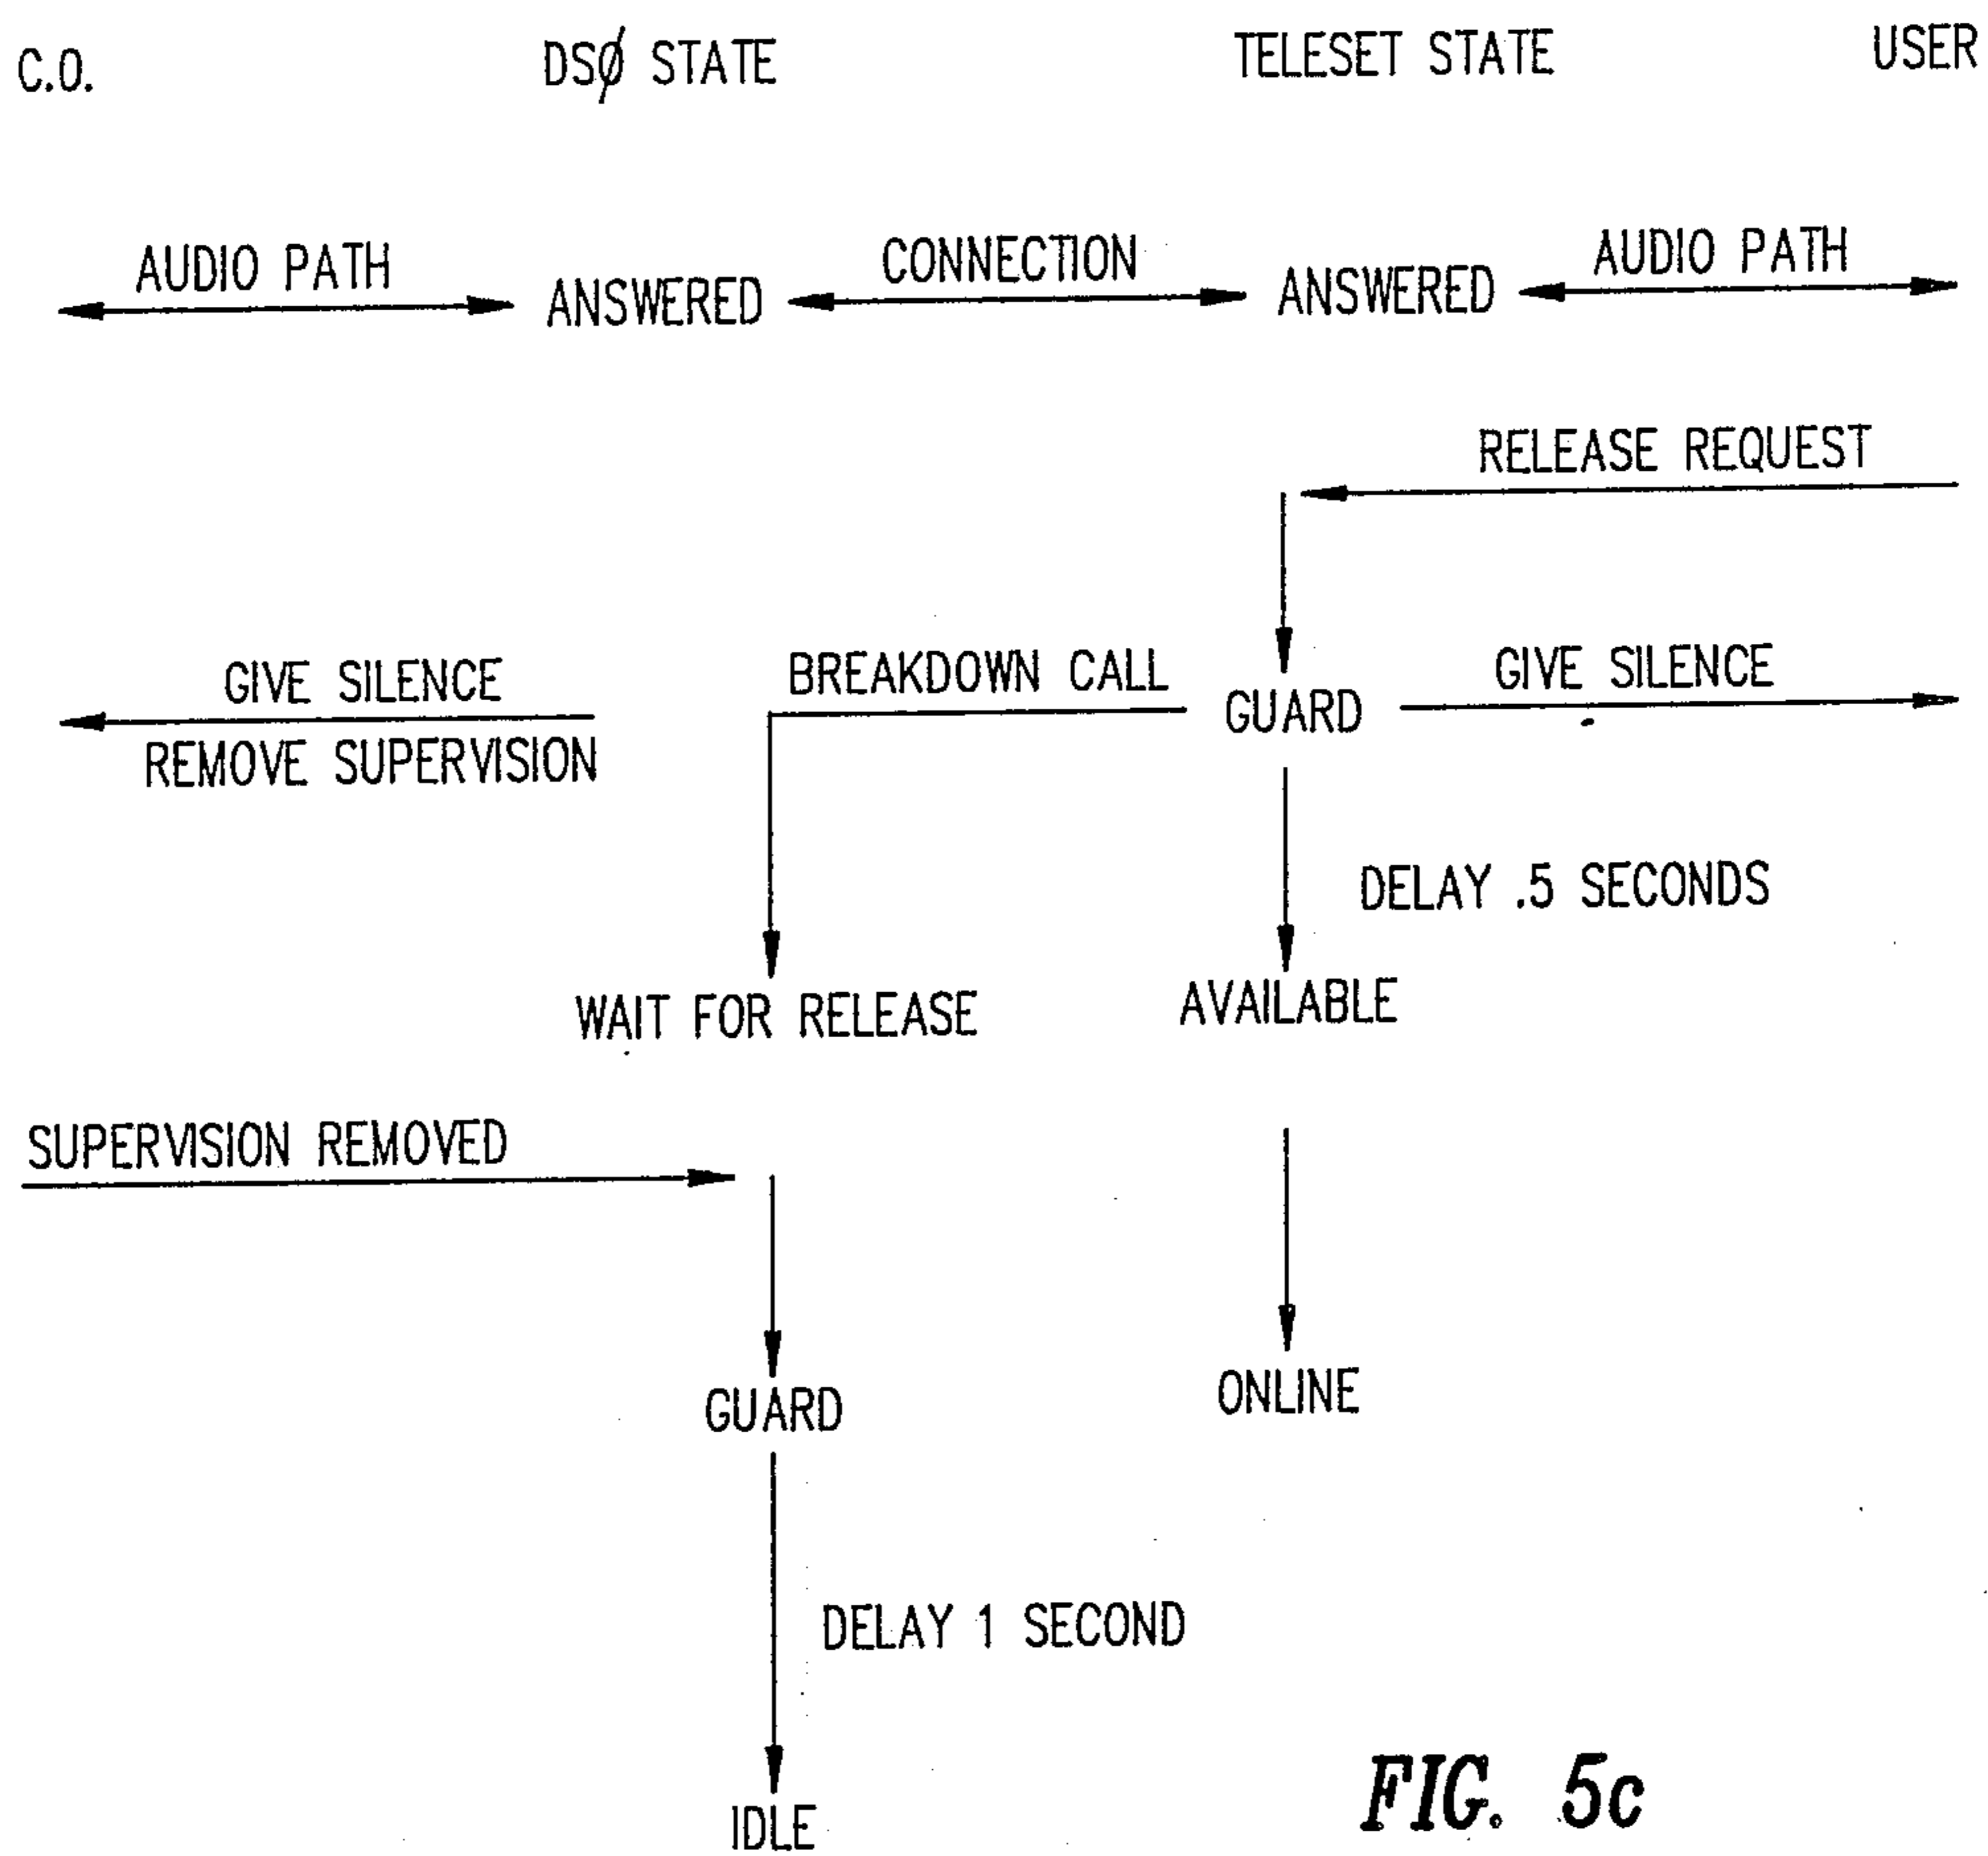 C.O.
DSØ STATE
TELESET STATE
USER
AUDIO PATH
ANSWERED
CONNECTION
ANSWERED
AUDIO PATH
RELEASE REQUEST
GIVE SILENCE
REMOVE SUPERVISION
BREAKDOWN CALL
GUARD
GIVE SILENCE
DELAY .5 SECONDS
WAIT FOR RELEASE
AVAILABLE
SUPERVISION REMOVED
GUARD
ONLINE
DELAY 1 SECOND
IDLE
FIG. 5c